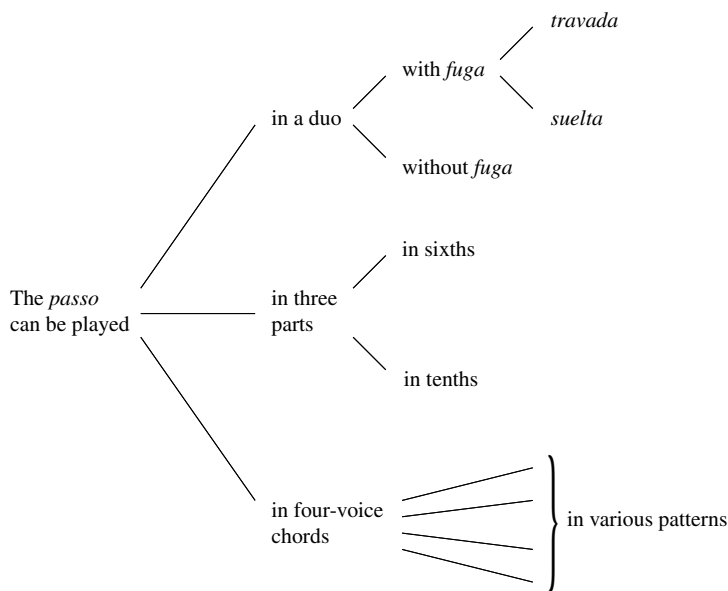 travada
with fuga
in a duo
suelta
without fuga
in sixths
The passo
can be played
in three
parts
in tenths
in four-voice
chords
in various patterns